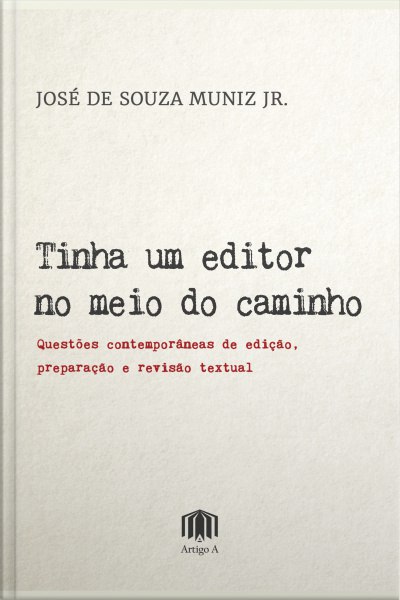 JOSÉ DE SOUZA MUNIZ JR.
Tinha um editor
no meio do caminho
Questões contemporâneas de edição,
preparação e revisão textual
Artigo A